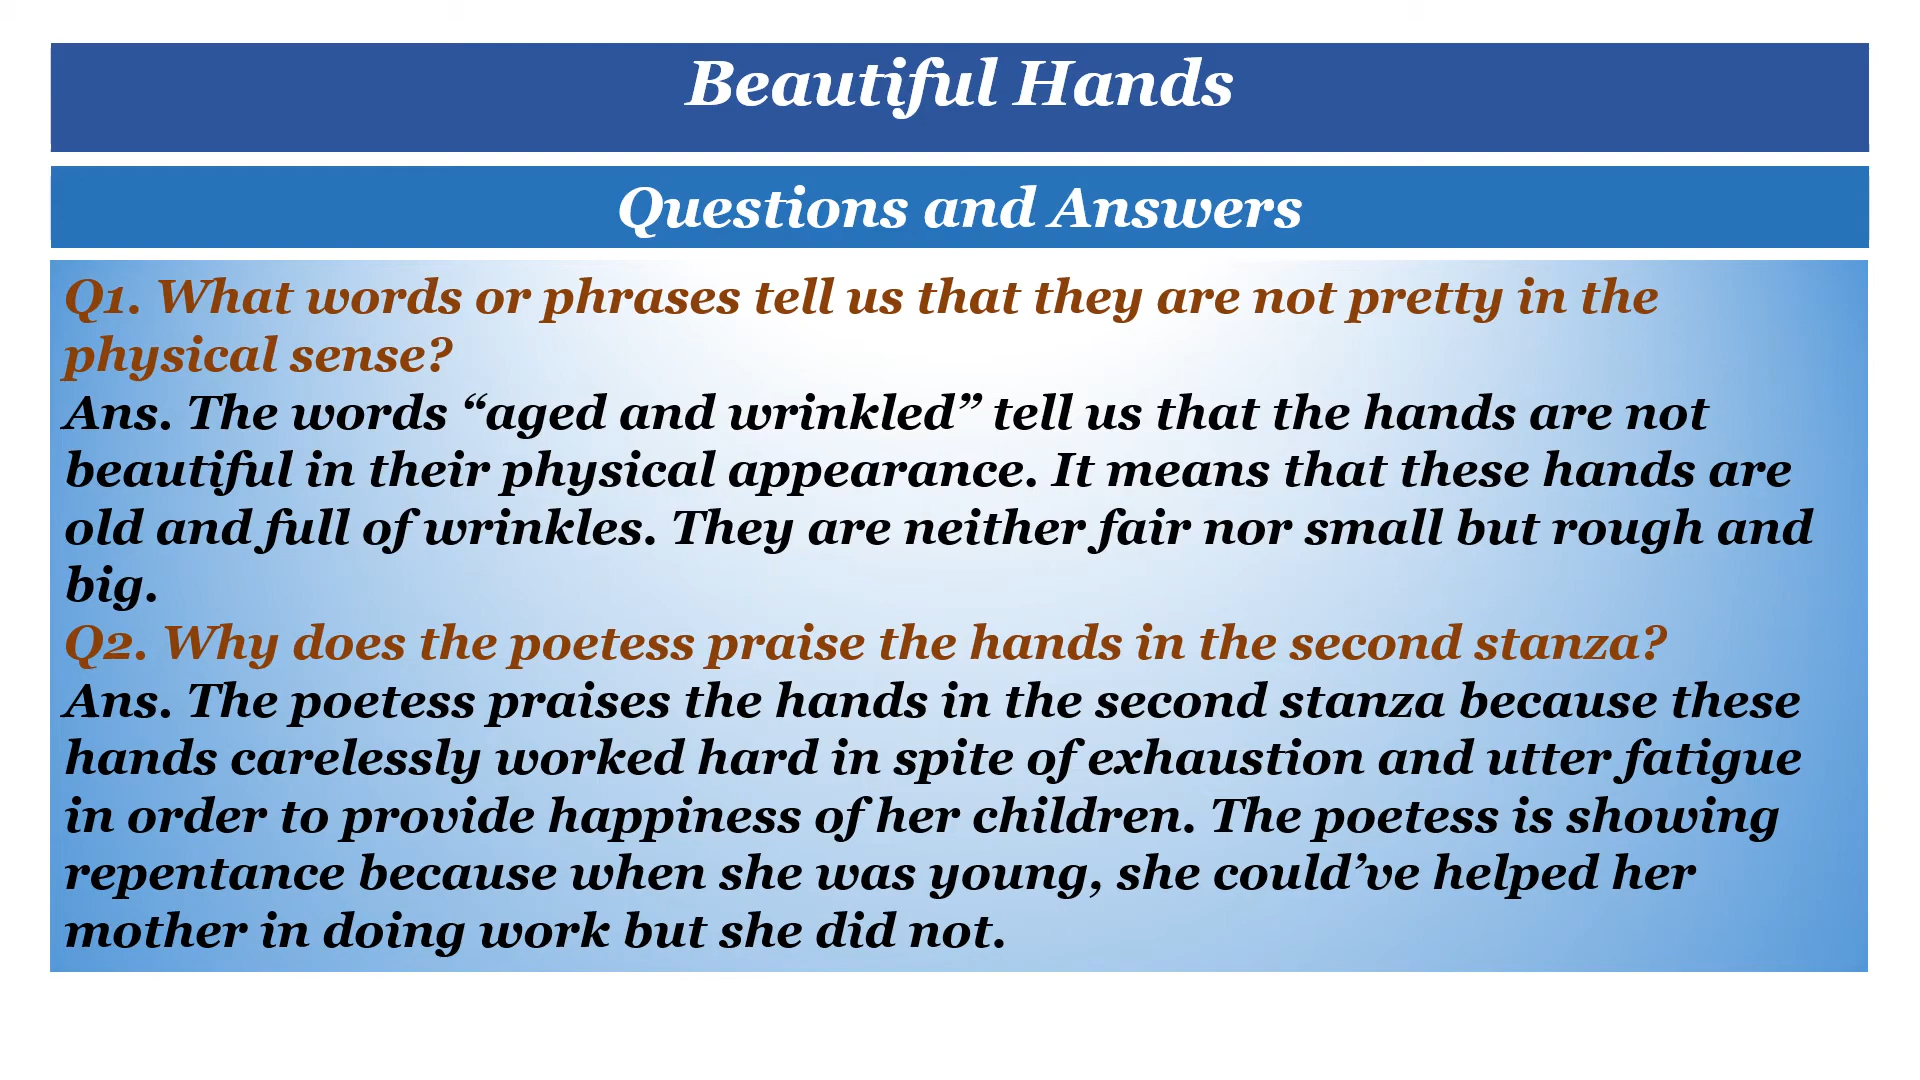 Beautiful Hands
Questions and Answers
Q1. What words or phrases tell us that they are not pretty in the
physical sense?
Ans. The words “aged and wrinkled” tell us that the hands are not
beautiful in their physical appearance. It means that these hands are
old and full of wrinkles. They are neither fair nor small but rough and
big.
Q2. Why does the poetess praise the hands in the second stanza?
Ans. The poetess praises the hands in the second stanza because these
hands carelessly worked hard in spite of exhaustion and utter fatigue
in order to provide happiness of her children. The poetess is showing
repentance because when she was young, she could’ve helped her
mother in doing work but she did not.